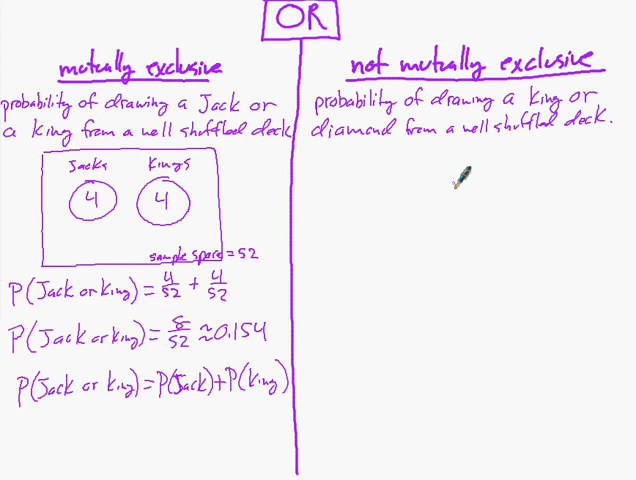 OR
mutually exclusive
probability of drawing a Jack or
a King from a well shuffled deck
Jacks Kings
4 4
sample space = 52
P(Jack or King) = 4/52 + 4/52
P(Jack or King) = 8/52 ≈ 0.154
P(Jack or King) = P(Jack) + P(King)
not mutually exclusive
probability of drawing a King or
diamond from a well shuffled deck.